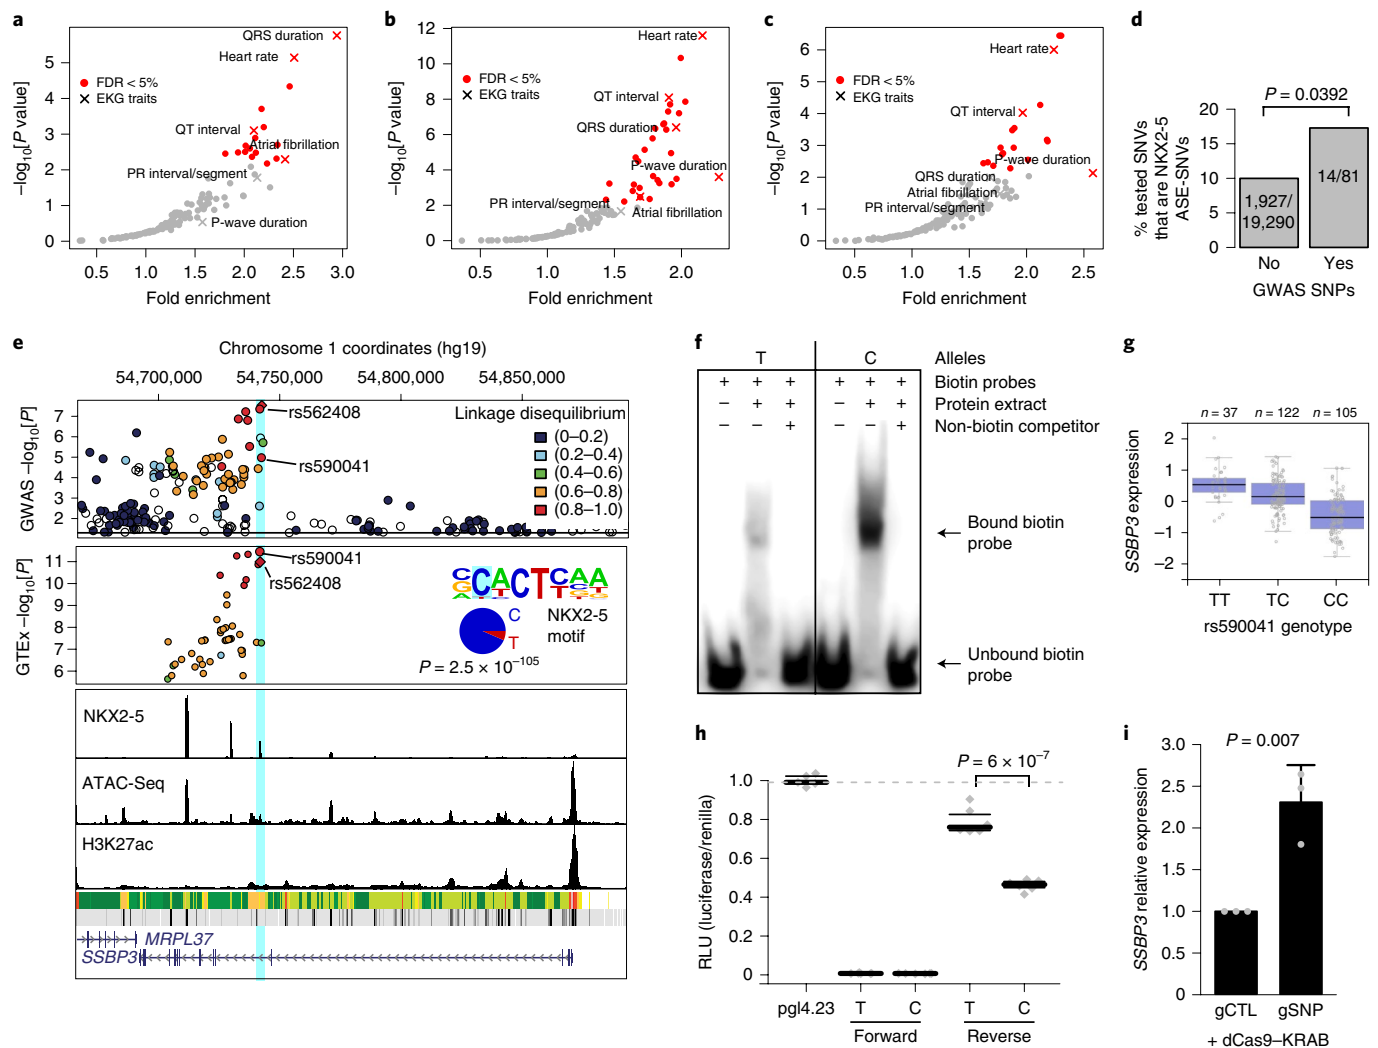 a
QRS duration
Heart rate
FDR < 5%
EKG traits
QT interval
Atrial fibrillation
PR interval/segment
P-wave duration
–log10[P value]
5
4
3
2
1
0
0.5 1.0 1.5 2.0 2.5 3.0
Fold enrichment
b
Heart rate
FDR < 5%
EKG traits
QT interval
QRS duration
P-wave duration
PR interval/segment
Atrial fibrillation
–log10[P value]
12
10
8
6
4
2
0
0.5 1.0 1.5 2.0
Fold enrichment
c
Heart rate
FDR < 5%
EKG traits
QT interval
P-wave duration
QRS duration
Atrial fibrillation
PR interval/segment
–log10[P value]
6
5
4
3
2
1
0
0.5 1.0 1.5 2.0 2.5
Fold enrichment
d
P = 0.0392
% tested SNVs
that are NKX2-5
ASE-SNVs
20
15
10
5
0
1,927/
19,290
14/81
No Yes
GWAS SNPs
e
Chromosome 1 coordinates (hg19)
54,700,000 54,750,000 54,800,000 54,850,000
GWAS –log10[P]
7
6
5
4
3
2
rs562408
rs590041
Linkage disequilibrium
(0–0.2)
(0.2–0.4)
(0.4–0.6)
(0.6–0.8)
(0.8–1.0)
GTEx –log10[P]
11
10
9
8
7
6
rs590041
rs562408
C
T
NKX2-5
motif
P = 2.5 × 10–105
NKX2-5
ATAC-Seq
H3K27ac
MRPL37
SSBP3
f
T C Alleles
+ + + + + + Biotin probes
– + + – + + Protein extract
– – + – – + Non-biotin competitor
Bound biotin
probe
Unbound biotin
probe
g
n = 37 n = 122 n = 105
SSBP3 expression
2
1
0
–1
–2
TT TC CC
rs590041 genotype
h
P = 6 × 10–7
RLU (luciferase/renilla)
1.0
0.8
0.6
0.4
0.2
0
pgl4.23 T C T C
Forward Reverse
i
P = 0.007
SSBP3 relative expression
3.0
2.5
2.0
1.5
1.0
0.5
0
gCTL gSNP
+ dCas9–KRAB